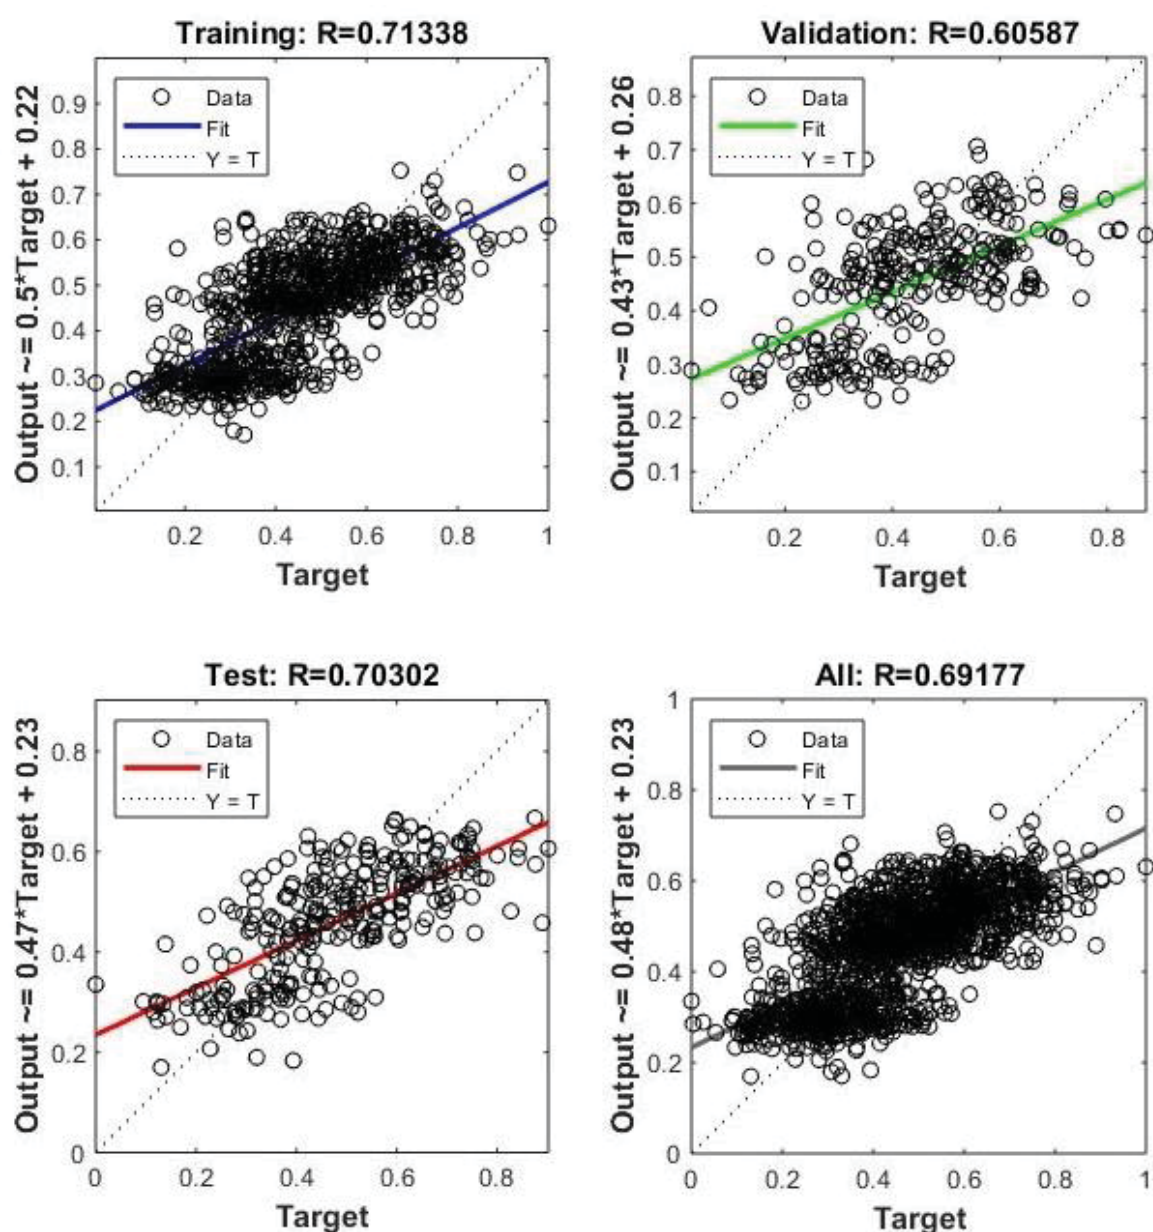 Training: R=0.71338
Output ~= 0.5*Target + 0.22
Data
Fit
Y = T
0.9
0.8
0.7
0.6
0.5
0.4
0.3
0.2
0.1
0.2 0.4 0.6 0.8 1
Target
Validation: R=0.60587
Output ~= 0.43*Target + 0.26
Data
Fit
Y = T
0.8
0.7
0.6
0.5
0.4
0.3
0.2
0.1
0.2 0.4 0.6 0.8
Target
Test: R=0.70302
Output ~= 0.47*Target + 0.23
Data
Fit
Y = T
0.8
0.6
0.4
0.2
0
0 0.2 0.4 0.6 0.8
Target
All: R=0.69177
Output ~= 0.48*Target + 0.23
Data
Fit
Y = T
1
0.8
0.6
0.4
0.2
0
0 0.2 0.4 0.6 0.8 1
Target